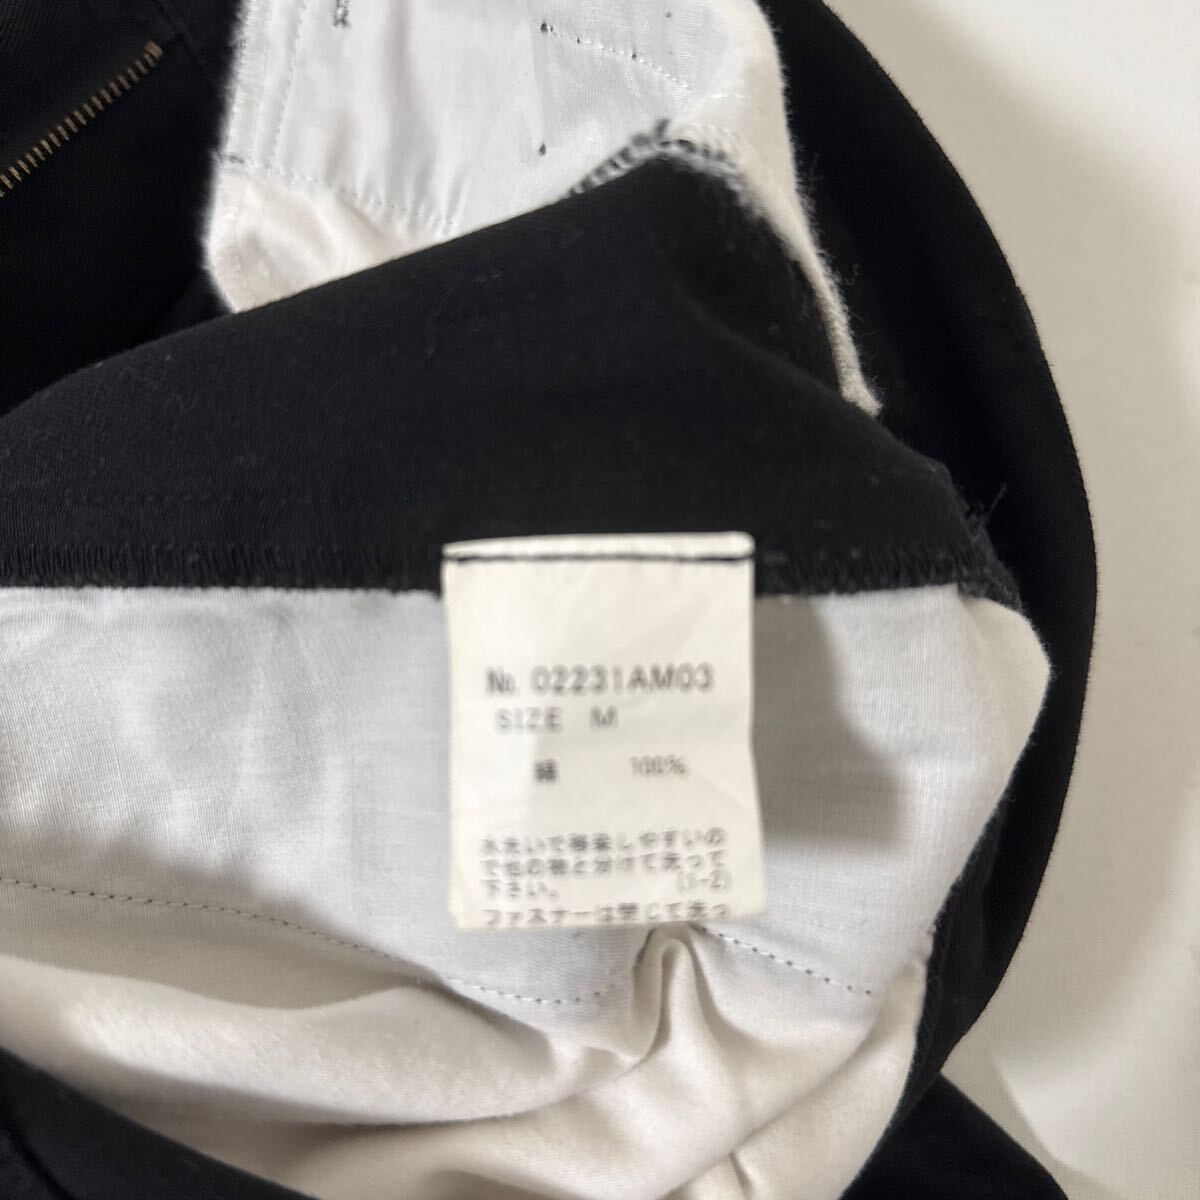 № 02231AM03
SIZE M
綿 100%
水洗いで移染しやすいの
で他の物と分けて洗って
下さい。 (1-2)
ファスナーは閉じて洗っ